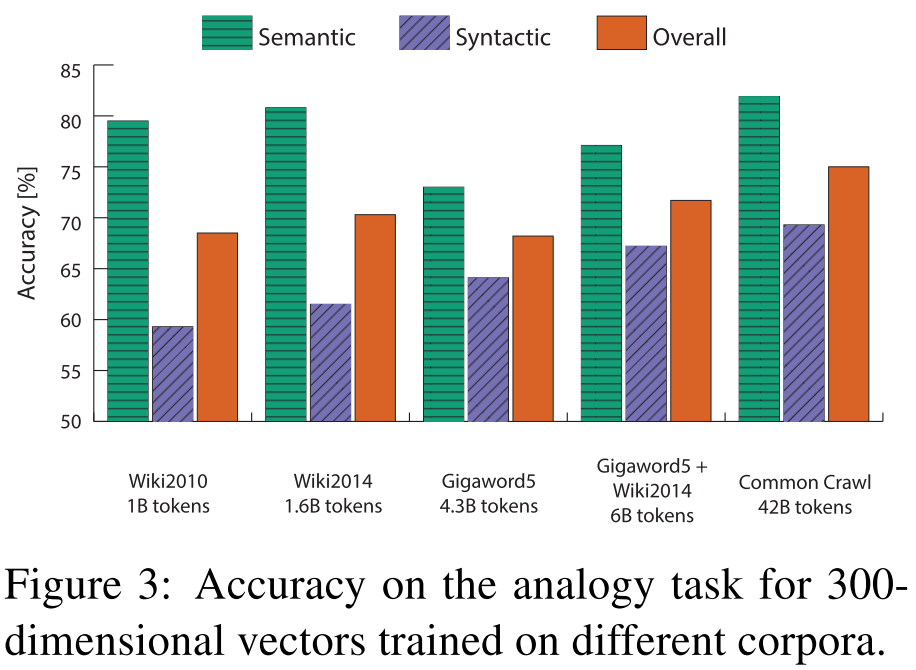 Semantic Syntactic Overall
85
80
75
70
65
60
55
50
Accuracy [%]
Wiki2010
1B tokens
Wiki2014
1.6B tokens
Gigaword5
4.3B tokens
Gigaword5 +
Wiki2014
6B tokens
Common Crawl
42B tokens
Figure 3: Accuracy on the analogy task for 300-
dimensional vectors trained on different corpora.